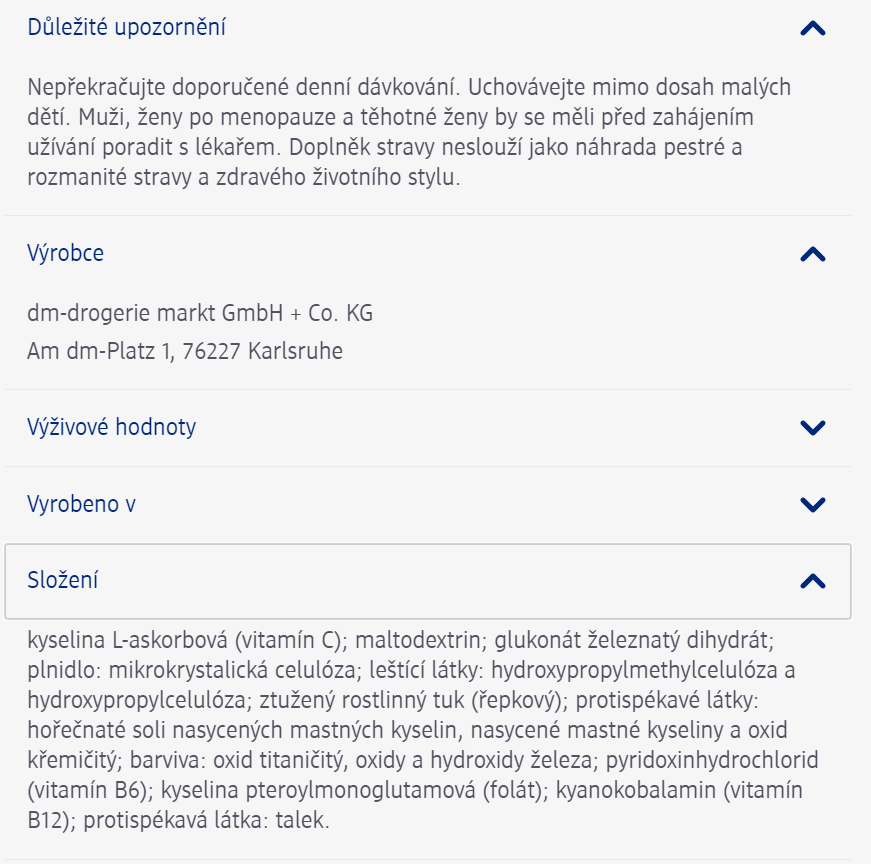 Důležité upozornění
Nepřekračujte doporučené denní dávkování. Uchovávejte mimo dosah malých
dětí. Muži, ženy po menopauze a těhotné ženy by se měli před zahájením
užívání poradit s lékařem. Doplněk stravy neslouží jako náhrada pestré a
rozmanité stravy a zdravého životního stylu.
Výrobce
dm-drogerie markt GmbH + Co. KG
Am dm-Platz 1, 76227 Karlsruhe
Výživové hodnoty
Vyrobeno v
Složení
kyselina L-askorbová (vitamín C); maltodextrin; glukonát železnatý dihydrát;
plnidlo: mikrokrystalická celulóza; leštící látky: hydroxypropylmethylcelulóza a
hydroxypropylcelulóza; ztužený rostlinný tuk (řepkový); protispékavé látky:
hořečnaté soli nasycených mastných kyselin, nasycené mastné kyseliny a oxid
křemičitý; barviva: oxid titaničitý, oxidy a hydroxidy železa; pyridoxinhydrochlorid
(vitamín B6); kyselina pteroylmonoglutamová (folát); kyanokobalamin (vitamín
B12); protispékavá látka: talek.